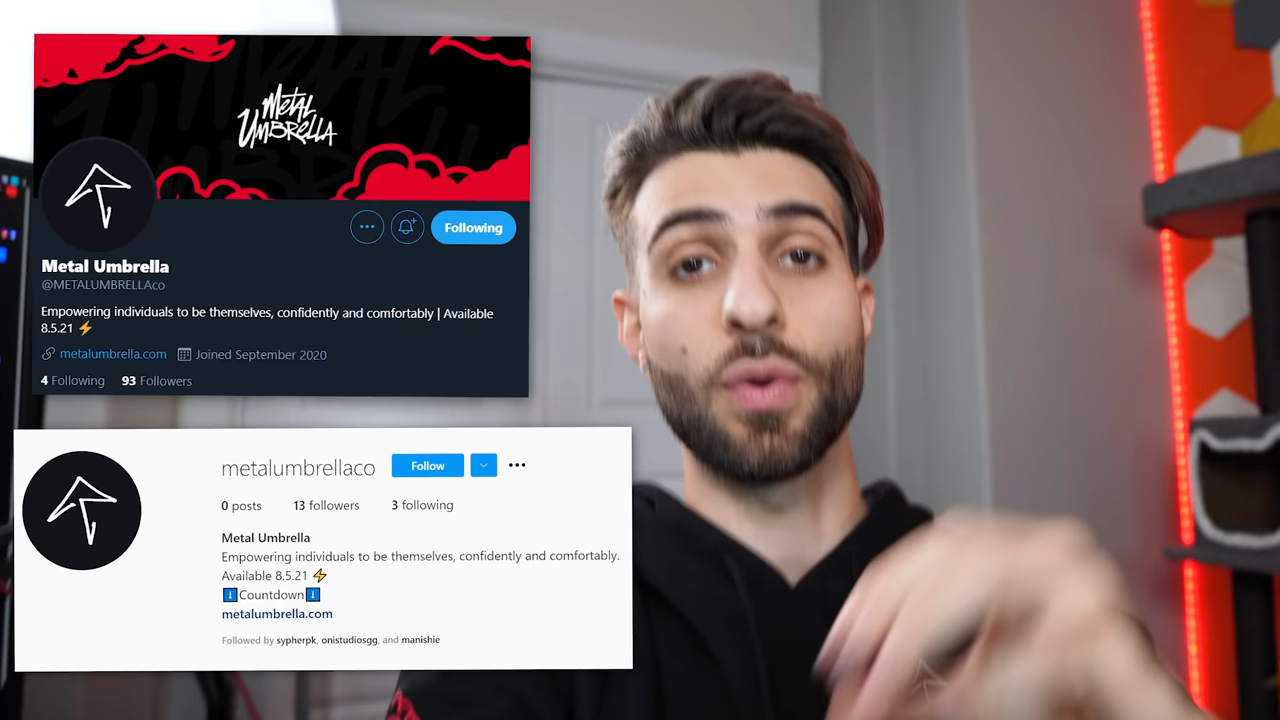 Metal
Umbrella
Following
Metal Umbrella
@METALUMBRELLAco
Empowering individuals to be themselves, confidently and comfortably | Available
8.5.21 ⚡
metalumbrella.com Joined September 2020
4 Following 93 Followers
metalumbrellaco Follow
0 posts 13 followers 3 following
Metal Umbrella
Empowering individuals to be themselves, confidently and comfortably.
Available 8.5.21 ⚡
⬇️Countdown⬇️
metalumbrella.com
Followed by sypherpk, onistudiosgg, and manishie